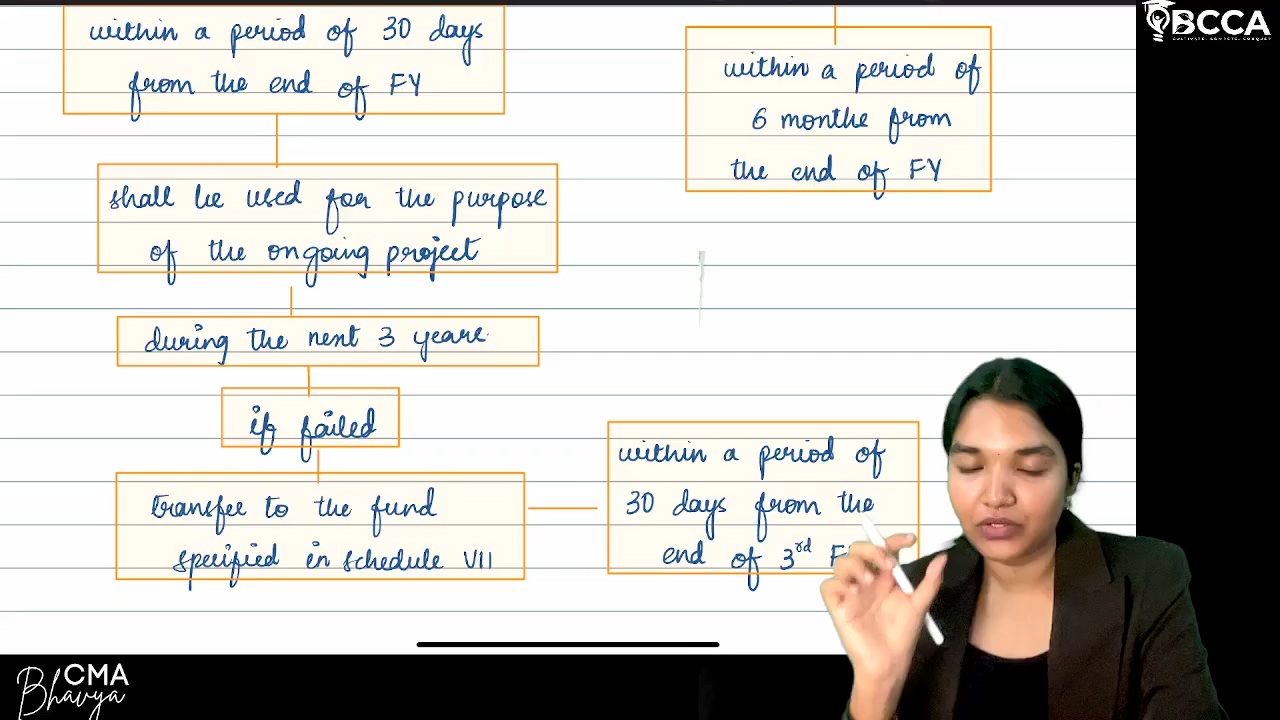 within a period of 30 days
from the end of FY
shall be used for the purpose
of the ongoing project
during the next 3 years.
if failed
transfer to the fund
specified in schedule VII
within a period of
6 months from
the end of FY
within a period of
30 days from the
end of 3rd
BCCA
CMA
Bhavya